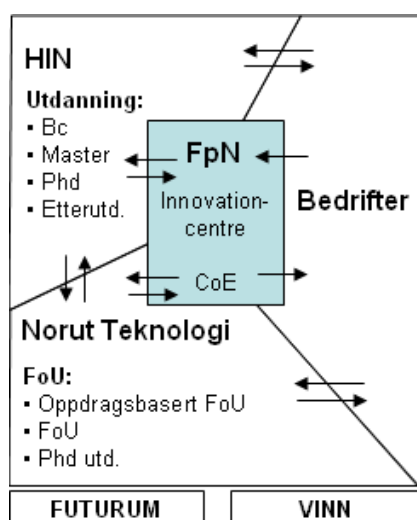 HIN
Utdanning:
▪ Bc
▪ Master
▪ Phd
▪ Etterutd.
FpN
Innovation-
centre
CoE
Bedrifter
Norut Teknologi
FoU:
▪ Oppdragsbasert FoU
▪ FoU
▪ Phd utd.
FUTURUM
VINN